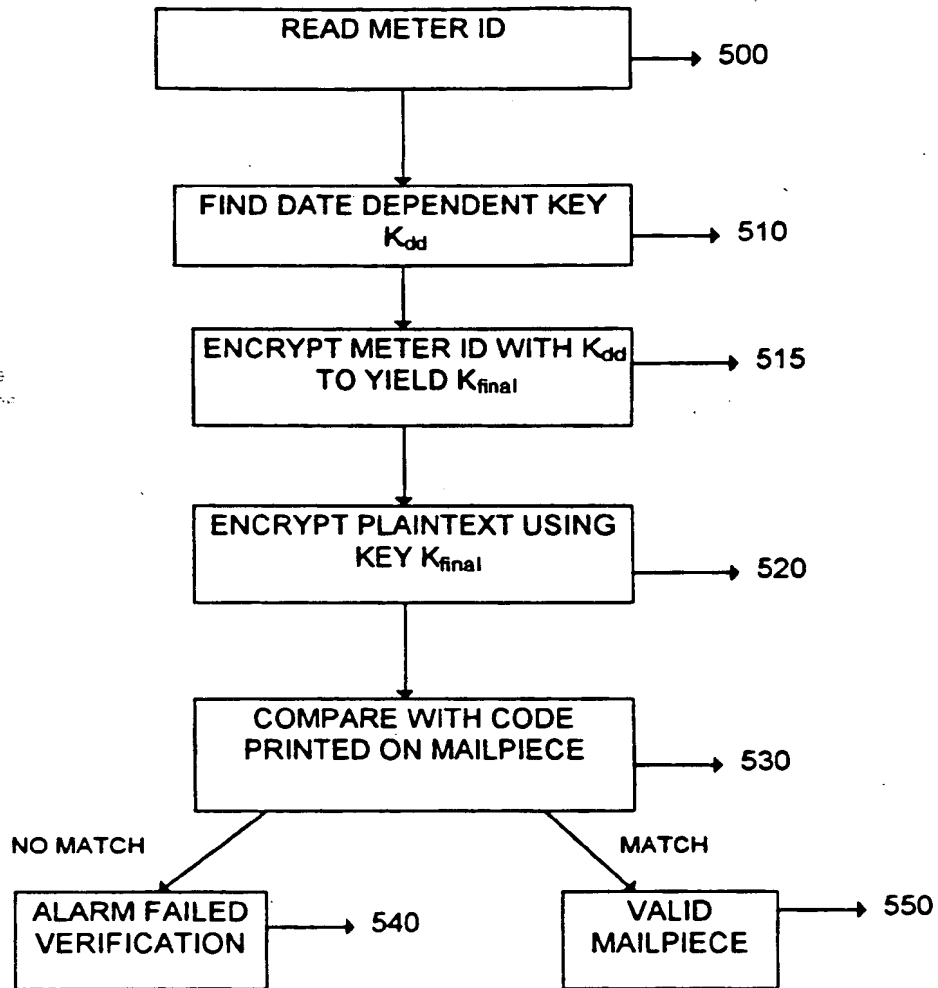 READ METER ID
500
FIND DATE DEPENDENT KEY
Kdd
510
ENCRYPT METER ID WITH Kdd
TO YIELD Kfinal
515
ENCRYPT PLAINTEXT USING
KEY Kfinal
520
COMPARE WITH CODE
PRINTED ON MAILPIECE
530
NO MATCH
MATCH
ALARM FAILED
VERIFICATION
540
VALID
MAILPIECE
550